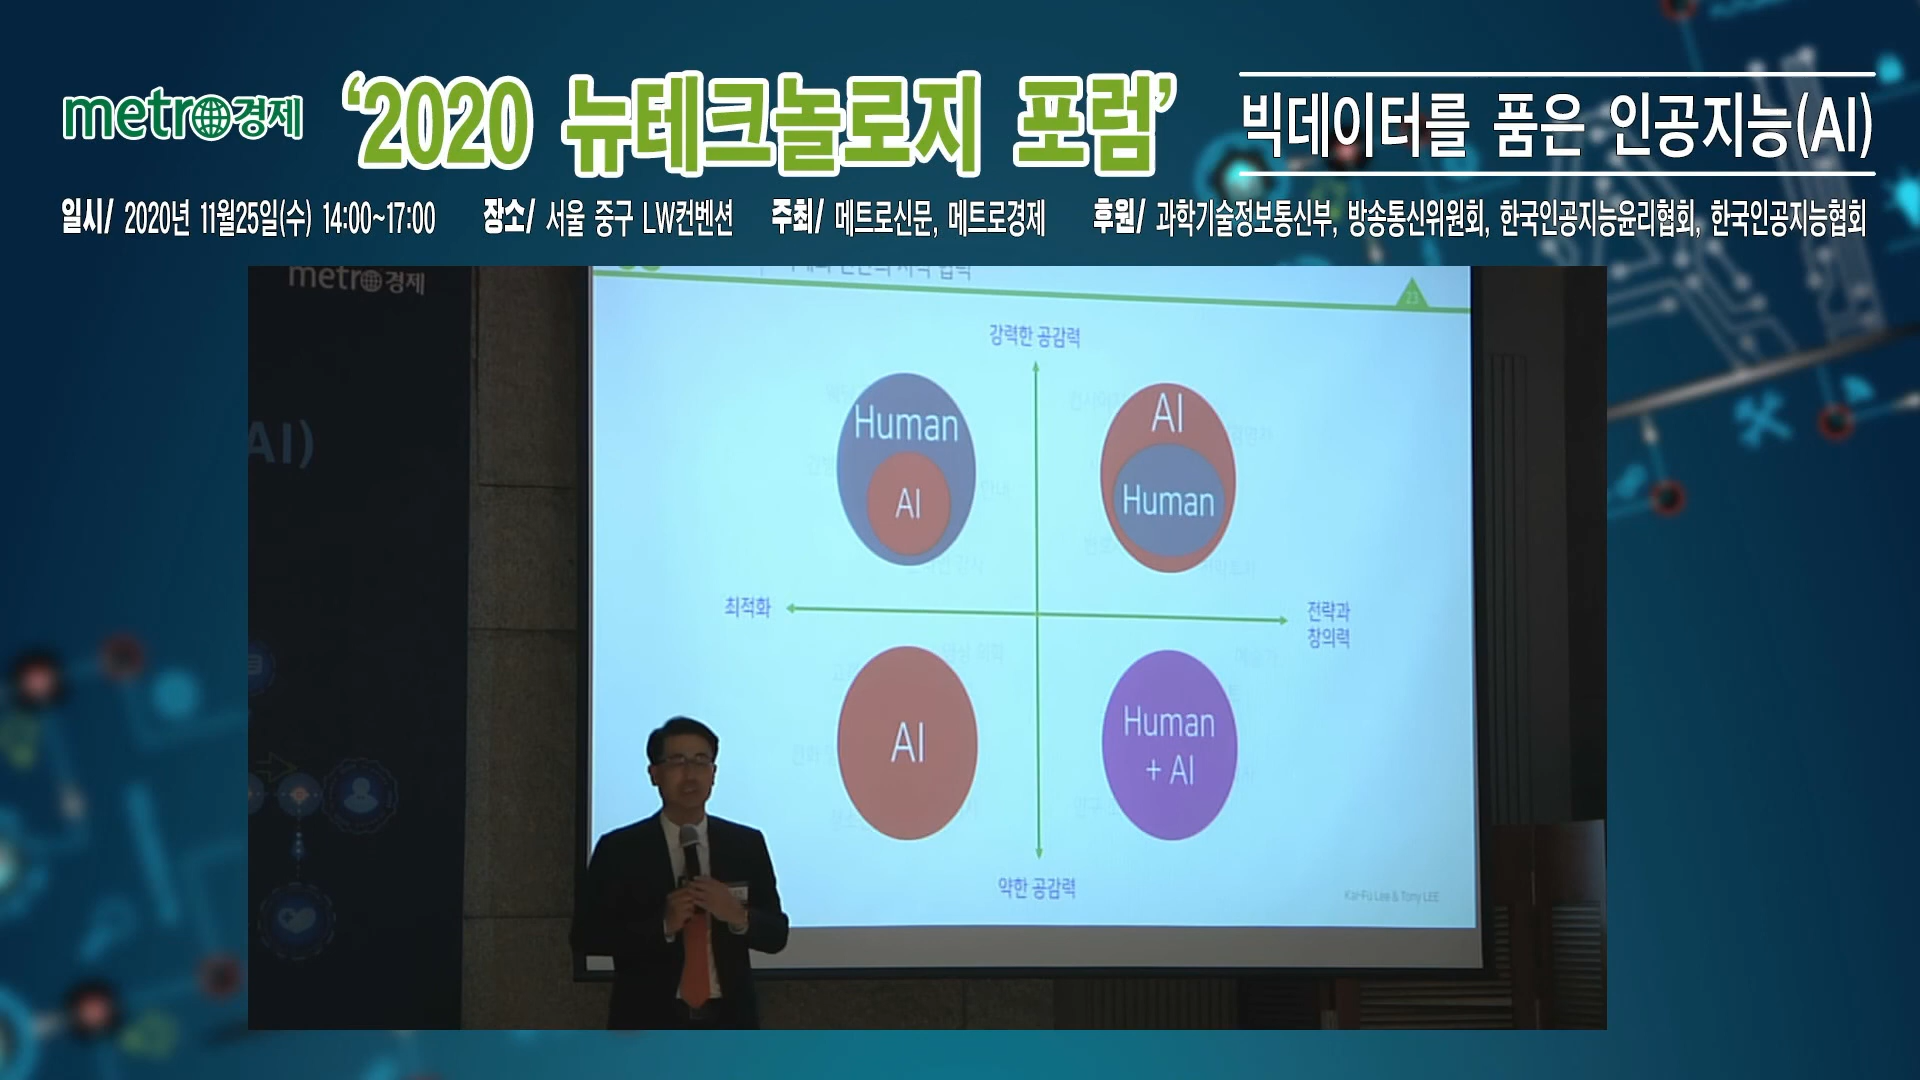 metro경제
‘2020 뉴테크놀로지 포럼’
빅데이터를 품은 인공지능(AI)
일시/ 2020년 11월25일(수) 14:00~17:00
장소/ 서울 중구 LW컨벤션
주최/ 메트로신문, 메트로경제
후원/ 과학기술정보통신부, 방송통신위원회, 한국인공지능윤리협회, 한국인공지능협회
metro경제
AI)
23
강력한 공감력
Human
AI
AI
Human
최적화
전략과
창의력
AI
Human
+ AI
약한 공감력
Kai-Fu Lee & Tony LEE